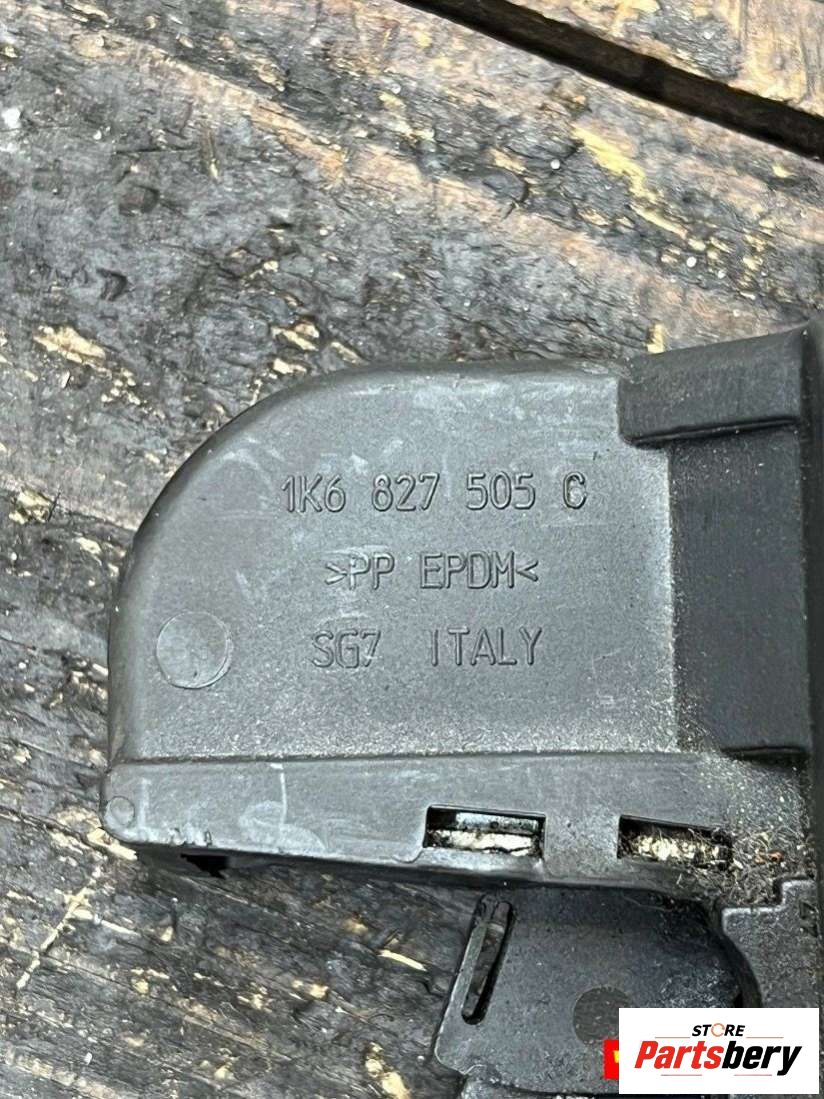 1K6 827 505 C
>PP EPDM<
SG7 ITALY
STORE
Partsbery